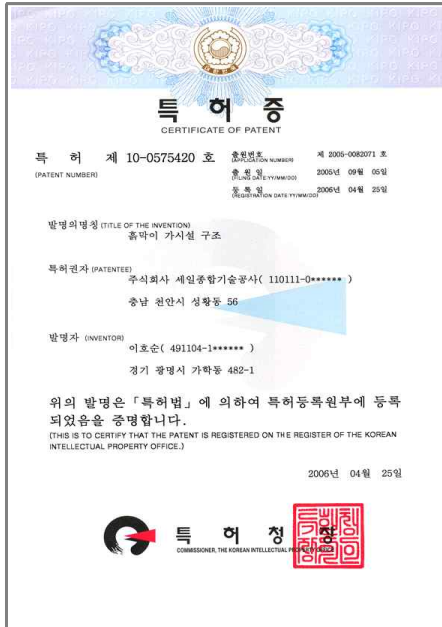 특허증
CERTIFICATE OF PATENT
특 허 제 10-0575420 호
(PATENT NUMBER)
출원번호 제 2005-0082071 호
(APPLICATION NUMBER)
출 원 일 2005년 09월 05일
(FILING DATE:YY/MM/DD)
등 록 일 2006년 04월 25일
(REGISTRATION DATE:YY/MM/DD)
발명의명칭 (TITLE OF THE INVENTION)
흙막이 가시설 구조
특허권자 (PATENTEE)
주식회사 세일종합기술공사( 110111-0****** )
충남 천안시 성황동 56
발명자 (INVENTOR)
이호순( 491104-1****** )
경기 광명시 가학동 482-1
위의 발명은「특허법」에 의하여 특허등록원부에 등록
되었음을 증명합니다.
(THIS IS TO CERTIFY THAT THE PATENT IS REGISTERED ON THE REGISTER OF THE KOREAN
INTELLECTUAL PROPERTY OFFICE.)
2006년 04월 25일
특 허 청 장
COMMISSIONER, THE KOREAN INTELLECTUAL PROPERTY OFFICE